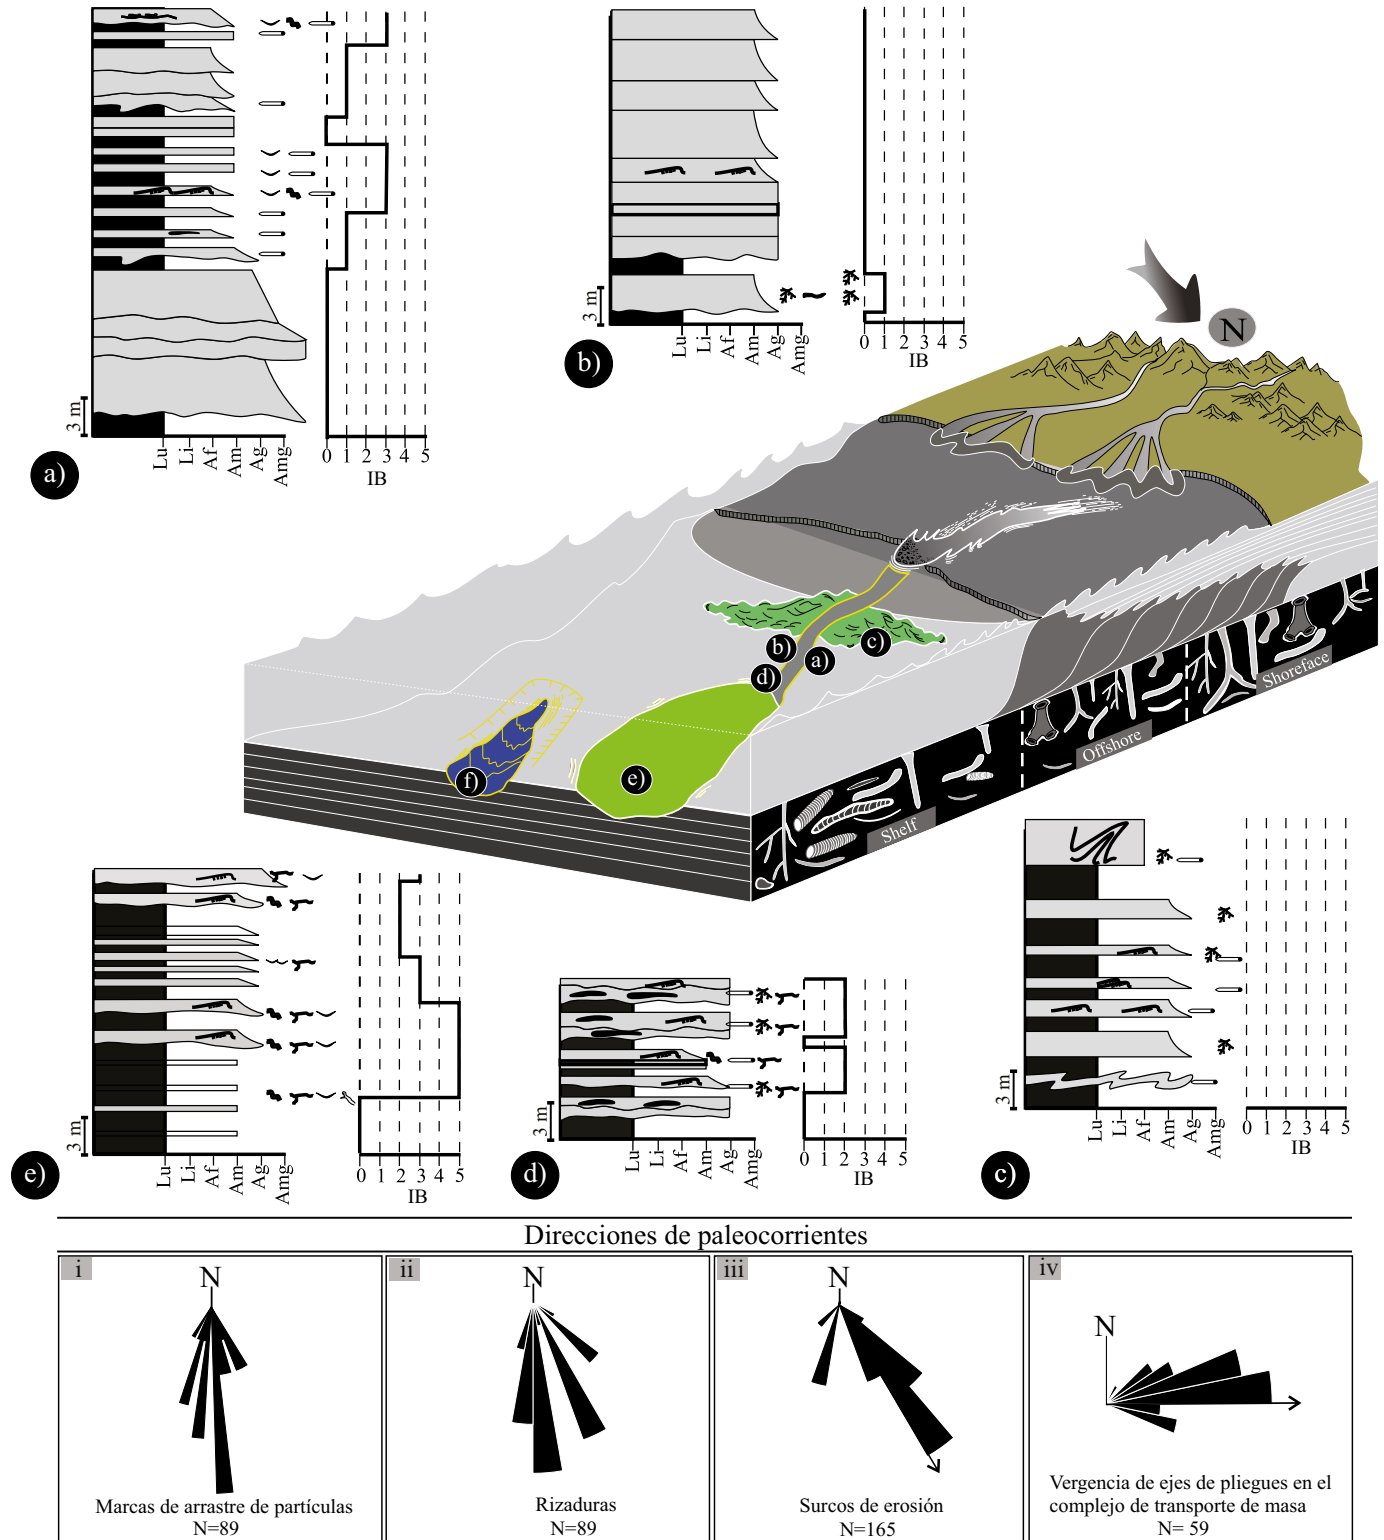 3 m
Lu Li Af Am Ag Amg
0 1 2 3 4 5
IB
a)
3 m
Lu Li Af Am Ag Amg
0 1 2 3 4 5
IB
b)
N
a)
b)
c)
d)
e)
f)
Shelf
Offshore
Shoreface
3 m
Lu Li Af Am Ag Amg
0 1 2 3 4 5
IB
c)
3 m
Lu Li Af Am Ag Amg
0 1 2 3 4 5
IB
d)
3 m
Lu Li Af Am Ag Amg
0 1 2 3 4 5
IB
e)
Direcciones de paleocorrientes
i
N
Marcas de arrastre de partículas
N=89
ii
N
Rizaduras
N=89
iii
N
Surcos de erosión
N=165
iv
N
Vergencia de ejes de pliegues en el
complejo de transporte de masa
N= 59